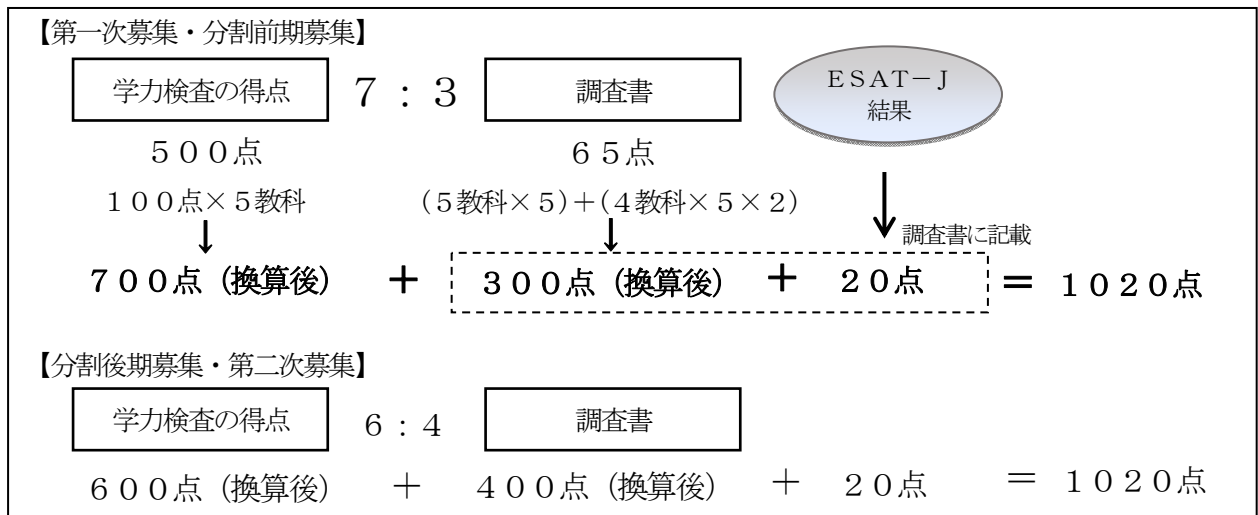 【第一次募集・分割前期募集】
学力検査の得点 ７：３ 調査書 ＥＳＡＴ－Ｊ
結果
５００点 ６５点
１００点×５教科 (５教科×５)＋(４教科×５×２)
↓ ↓ ↓ 調査書に記載
７００点（換算後） ＋ ３００点（換算後） ＋ ２０点 ＝ １０２０点
【分割後期募集・第二次募集】
学力検査の得点 ６：４ 調査書
６００点（換算後） ＋ ４００点（換算後） ＋ ２０点 ＝ １０２０点